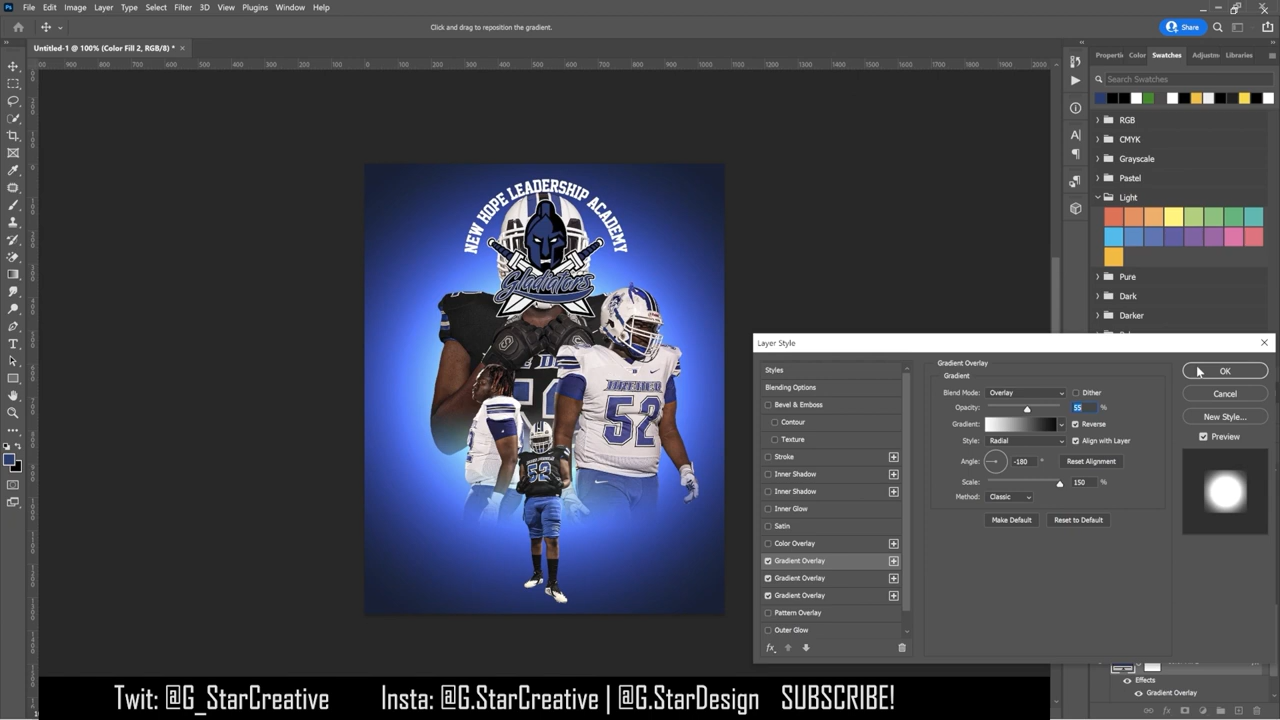 Ps File Edit Image Layer Type Select Filter 3D View Plugins Window Help
Click and drag to reposition the gradient.
Share
Untitled-1 @ 100% (Color Fill 2, RGB/8) *
Color Swatches Adjustm Libraries
Search Swatches
RGB
CMYK
Grayscale
Pastel
Light
Pure
Dark
Darker
NEW HOPE LEADERSHIP ACADEMY
Gladiators
52
52
Layer Style
Styles
Blending Options
Bevel & Emboss
Contour
Texture
Stroke
Inner Shadow
Inner Shadow
Inner Glow
Satin
Color Overlay
Gradient Overlay
Gradient Overlay
Gradient Overlay
Pattern Overlay
Outer Glow
fx
Gradient Overlay
Gradient
Blend Mode: Overlay Dither
Opacity: 55 %
Gradient: Reverse
Style: Radial Align with Layer
Angle: -180 ° Reset Alignment
Scale: 150 %
Method: Classic
Make Default Reset to Default
OK
Cancel
New Style...
Preview
Effects
Gradient Overlay
Twit: @G_StarCreative Insta: @G.StarCreative | @G.StarDesign SUBSCRIBE!